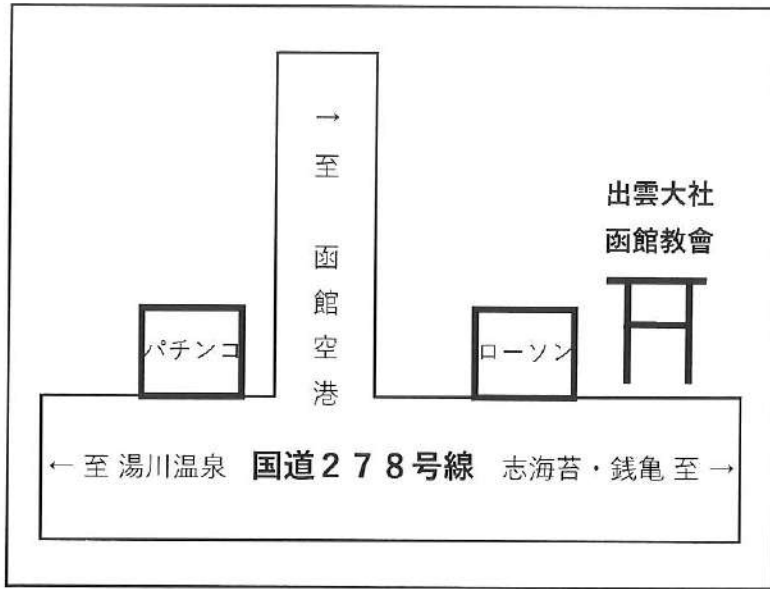 →至 函館空港
出雲大社
函館教會
パチンコ
ローソン
← 至 湯川温泉 国道278号線 志海苔・銭亀 至 →